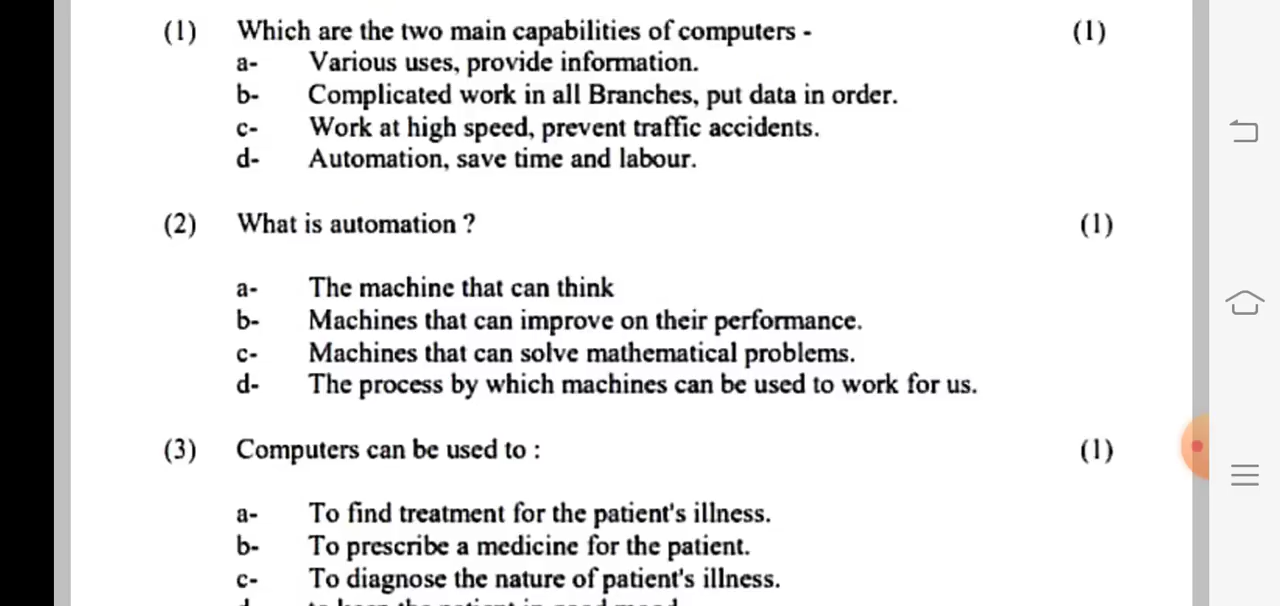 (1) Which are the two main capabilities of computers - (1)
a- Various uses, provide information.
b- Complicated work in all Branches, put data in order.
c- Work at high speed, prevent traffic accidents.
d- Automation, save time and labour.
(2) What is automation ? (1)
a- The machine that can think
b- Machines that can improve on their performance.
c- Machines that can solve mathematical problems.
d- The process by which machines can be used to work for us.
(3) Computers can be used to : (1)
a- To find treatment for the patient's illness.
b- To prescribe a medicine for the patient.
c- To diagnose the nature of patient's illness.